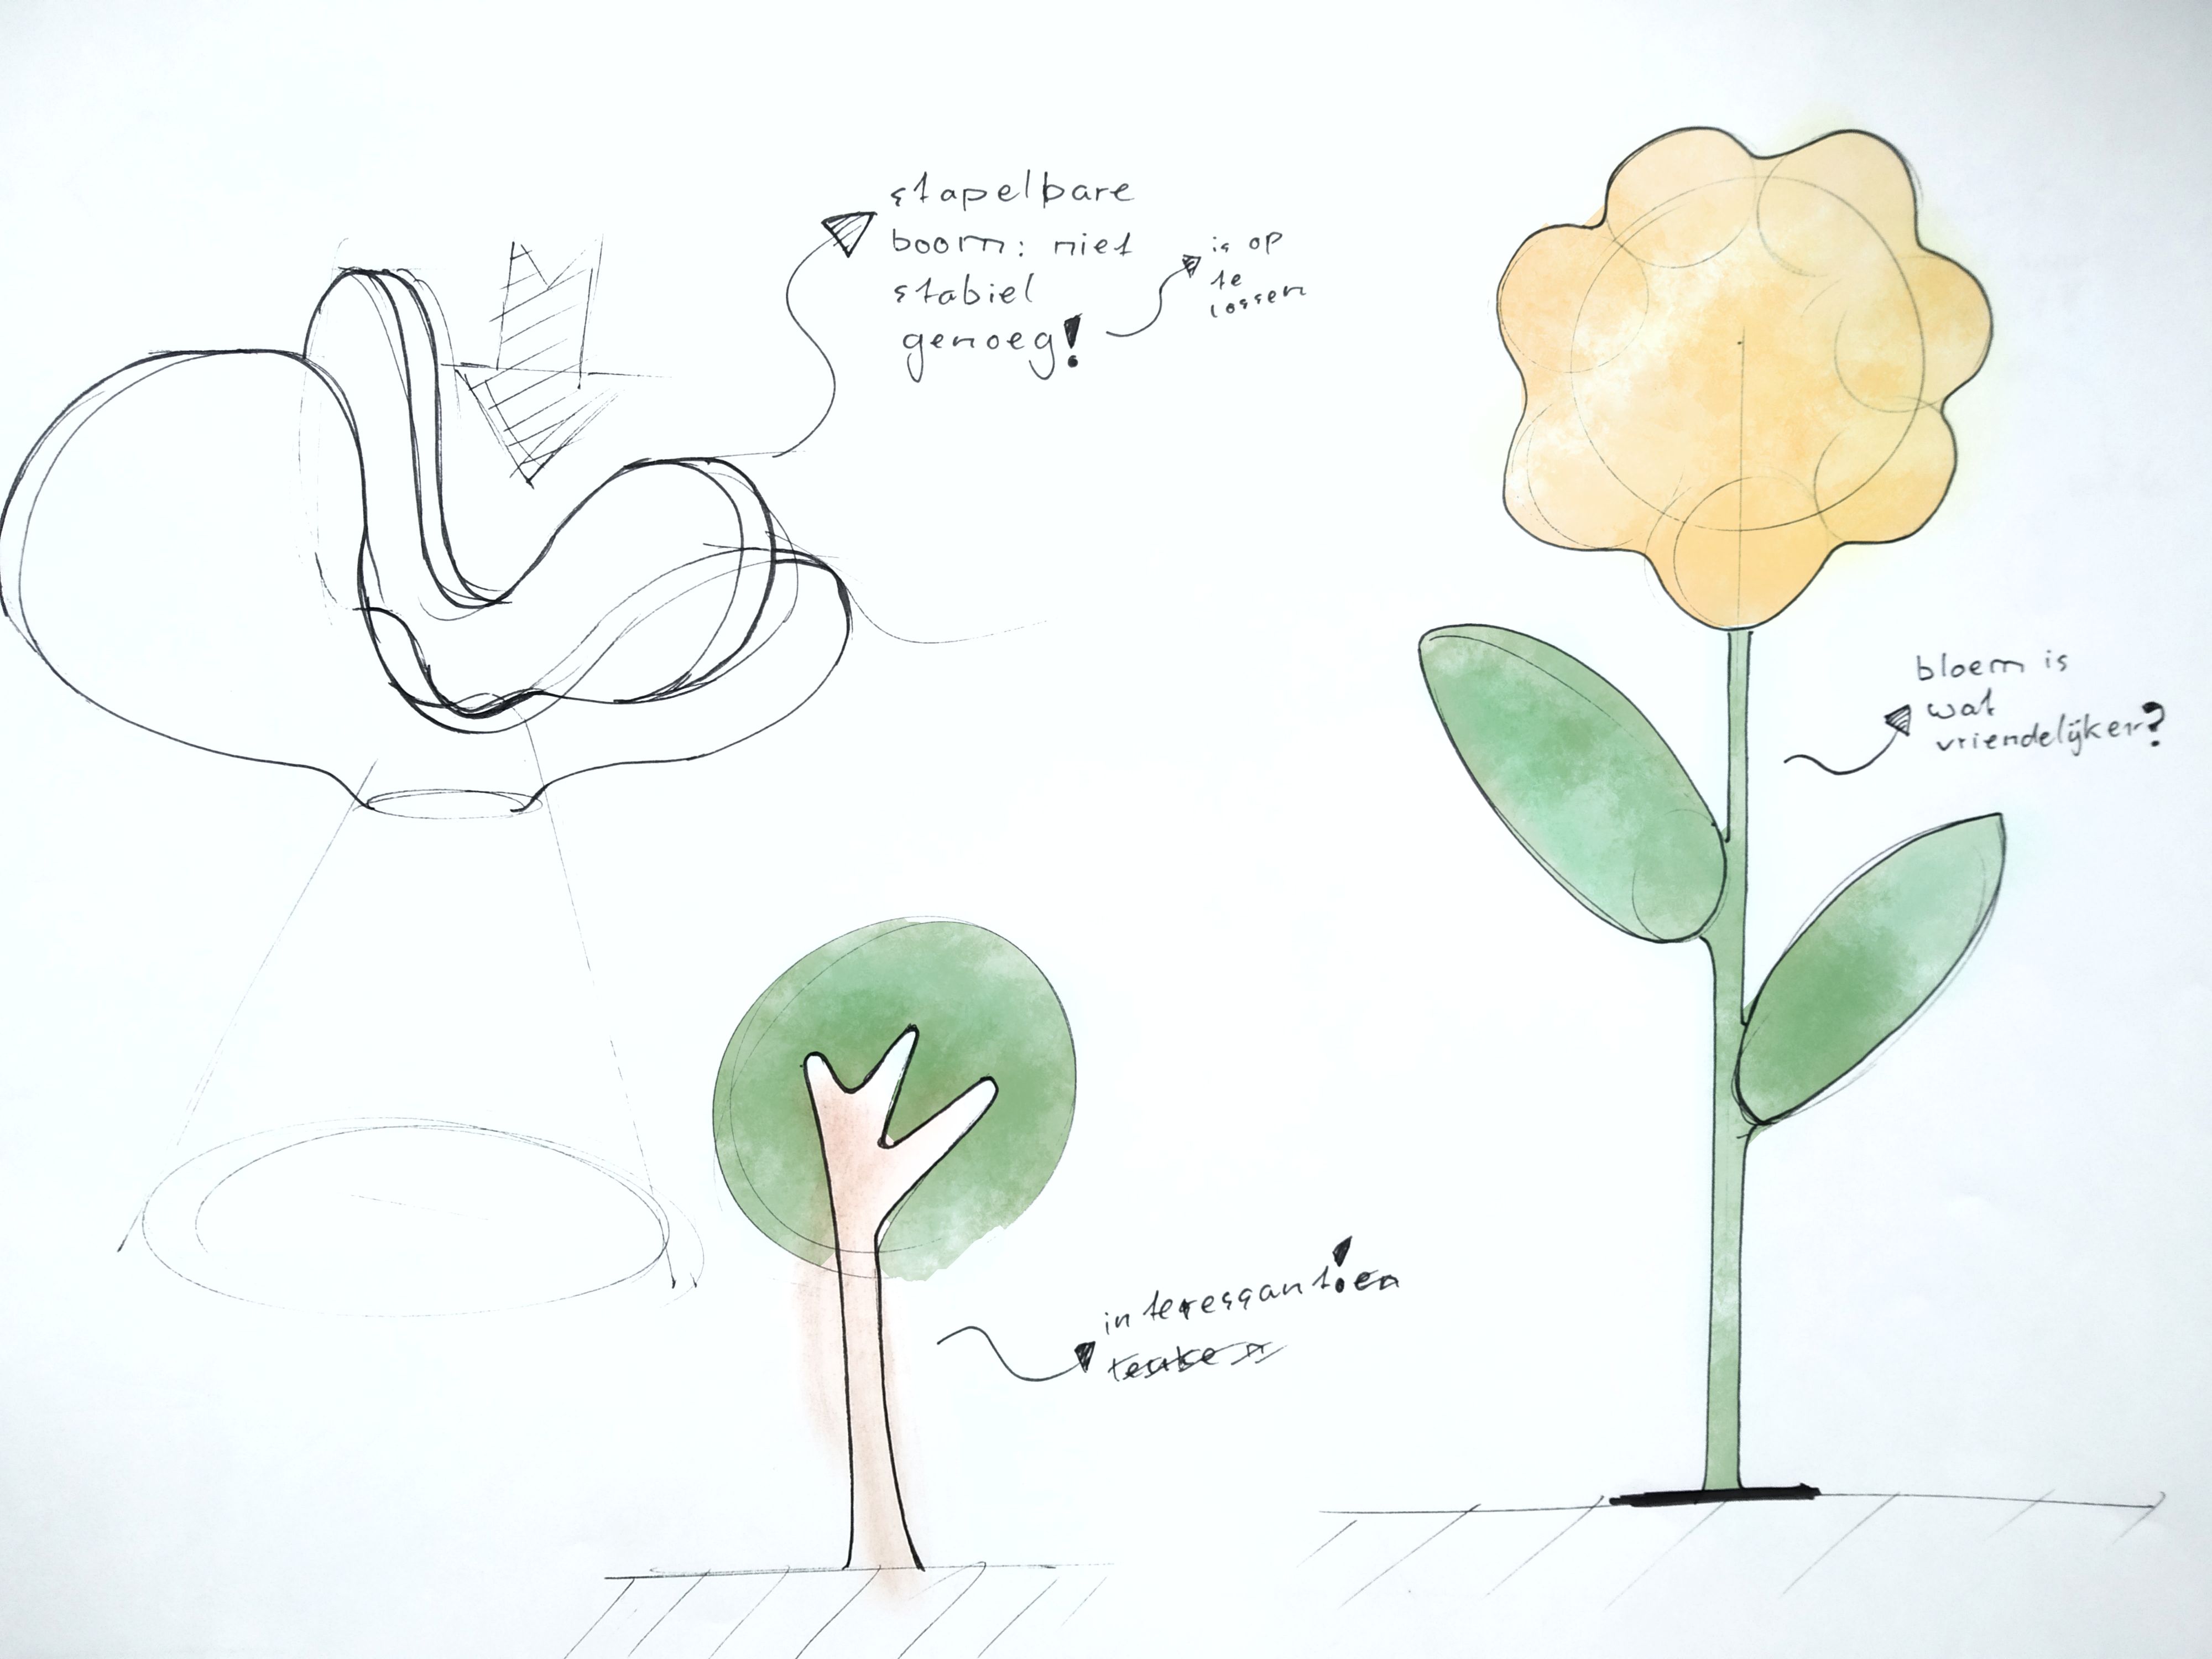 stapelbare
boom: niet
stabiel
genoeg!
is op
te
lossen
bloem is
wat
vriendelijker?
interessant!